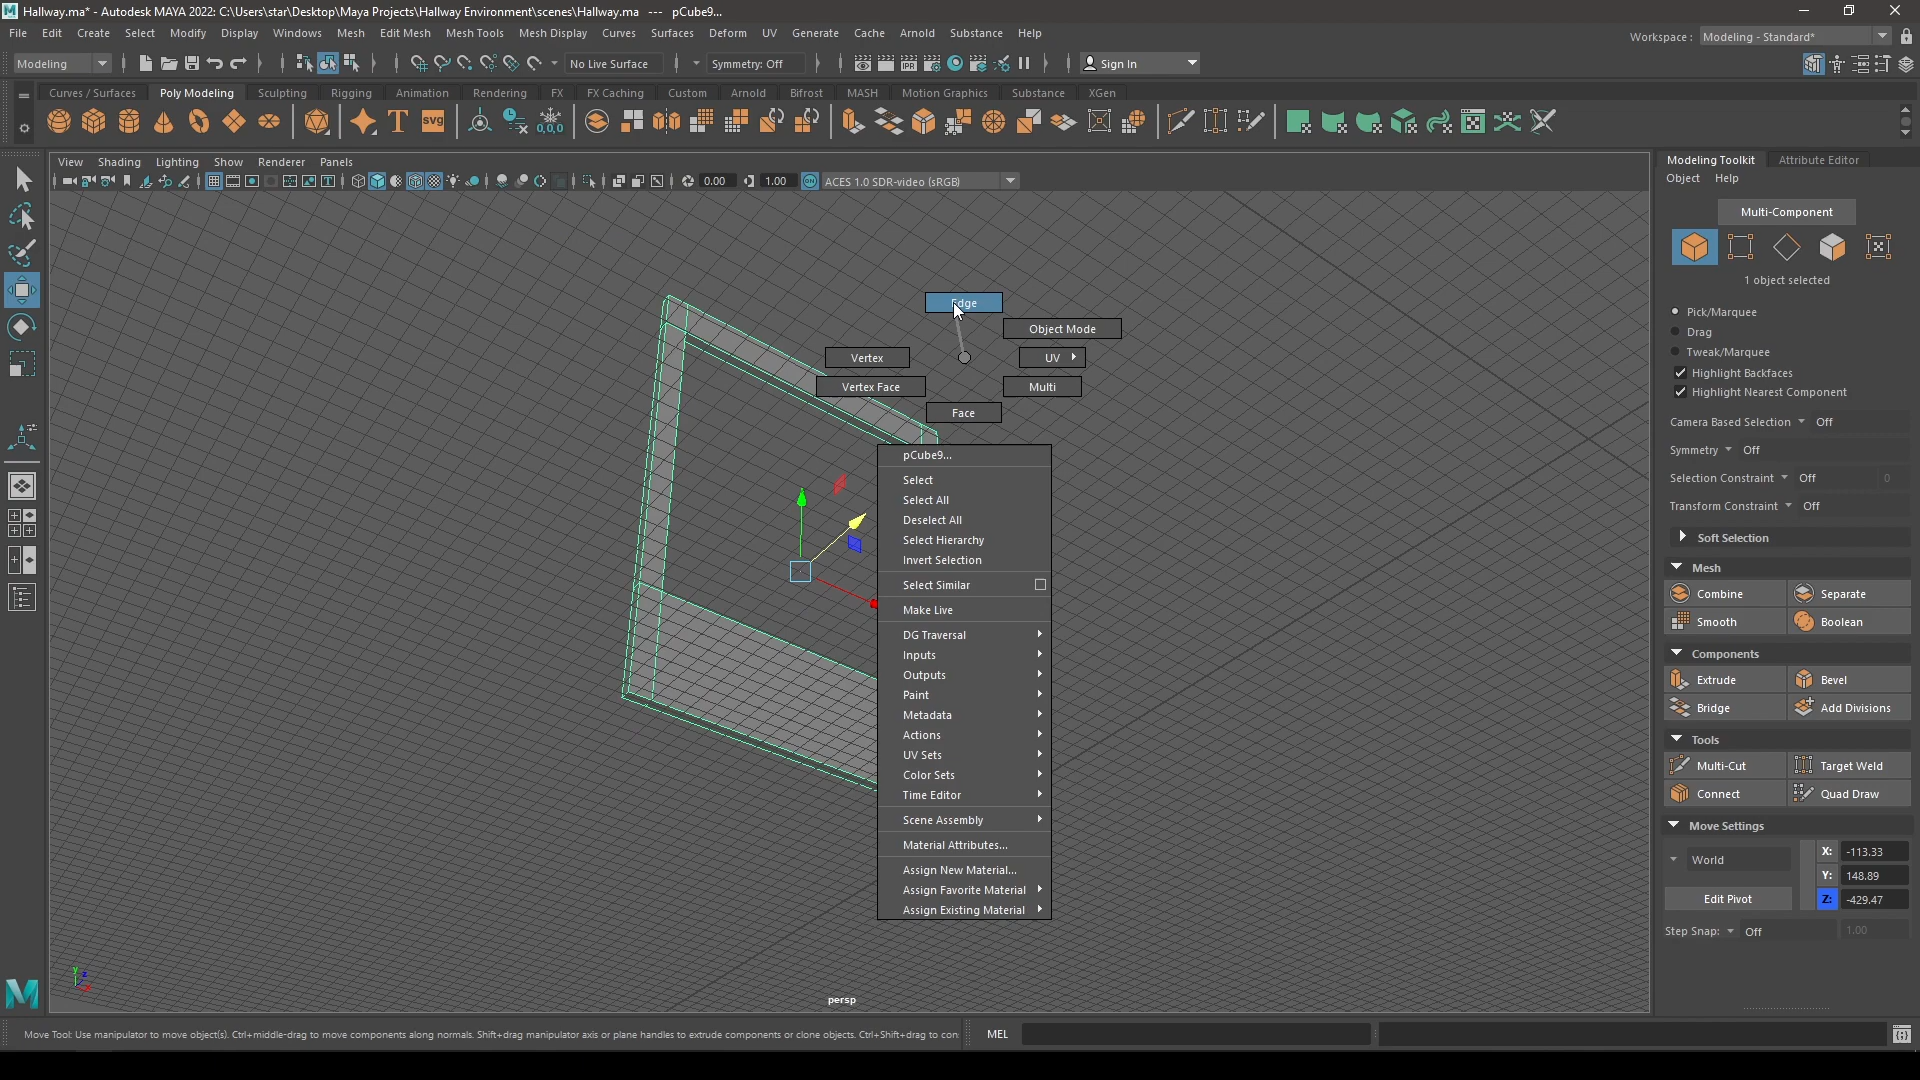 Hallway.ma* - Autodesk MAYA 2022: C:\Users\star\Desktop\Maya Projects\Hallway Environment\scenes\Hallway.ma --- pCube9...
File Edit Create Select Modify Display Windows Mesh Edit Mesh Mesh Tools Mesh Display Curves Surfaces Deform UV Generate Cache Arnold Substance Help
Workspace : Modeling - Standard*
Modeling
No Live Surface
Symmetry: Off
IPR
Sign In
Curves / Surfaces Poly Modeling Sculpting Rigging Animation Rendering FX FX Caching Custom Arnold Bifrost MASH Motion Graphics Substance XGen
T
SVG
0,0,0
View Shading Lighting Show Renderer Panels
0.00
1.00
ON
ACES 1.0 SDR-video (sRGB)
Modeling Toolkit Attribute Editor
Object Help
Multi-Component
1 object selected
Pick/Marquee
Drag
Tweak/Marquee
Highlight Backfaces
Highlight Nearest Component
Camera Based Selection Off
Symmetry Off
Selection Constraint Off 0
Transform Constraint Off
Soft Selection
Mesh
Combine Separate
Smooth Boolean
Components
Extrude Bevel
Bridge Add Divisions
Tools
Multi-Cut Target Weld
Connect Quad Draw
Move Settings
World
X: -113.33
Y: 148.89
Edit Pivot
Z: -429.47
Step Snap: Off 1.00
Edge
Object Mode
Vertex
UV
Vertex Face
Multi
Face
pCube9...
Select
Select All
Deselect All
Select Hierarchy
Invert Selection
Select Similar
Make Live
DG Traversal
Inputs
Outputs
Paint
Metadata
Actions
UV Sets
Color Sets
Time Editor
Scene Assembly
Material Attributes...
Assign New Material...
Assign Favorite Material
Assign Existing Material
y
z
persp
Move Tool: Use manipulator to move object(s). Ctrl+middle-drag to move components along normals. Shift+drag manipulator axis or plane handles to extrude components or clone objects. Ctrl+Shift+drag to con
MEL